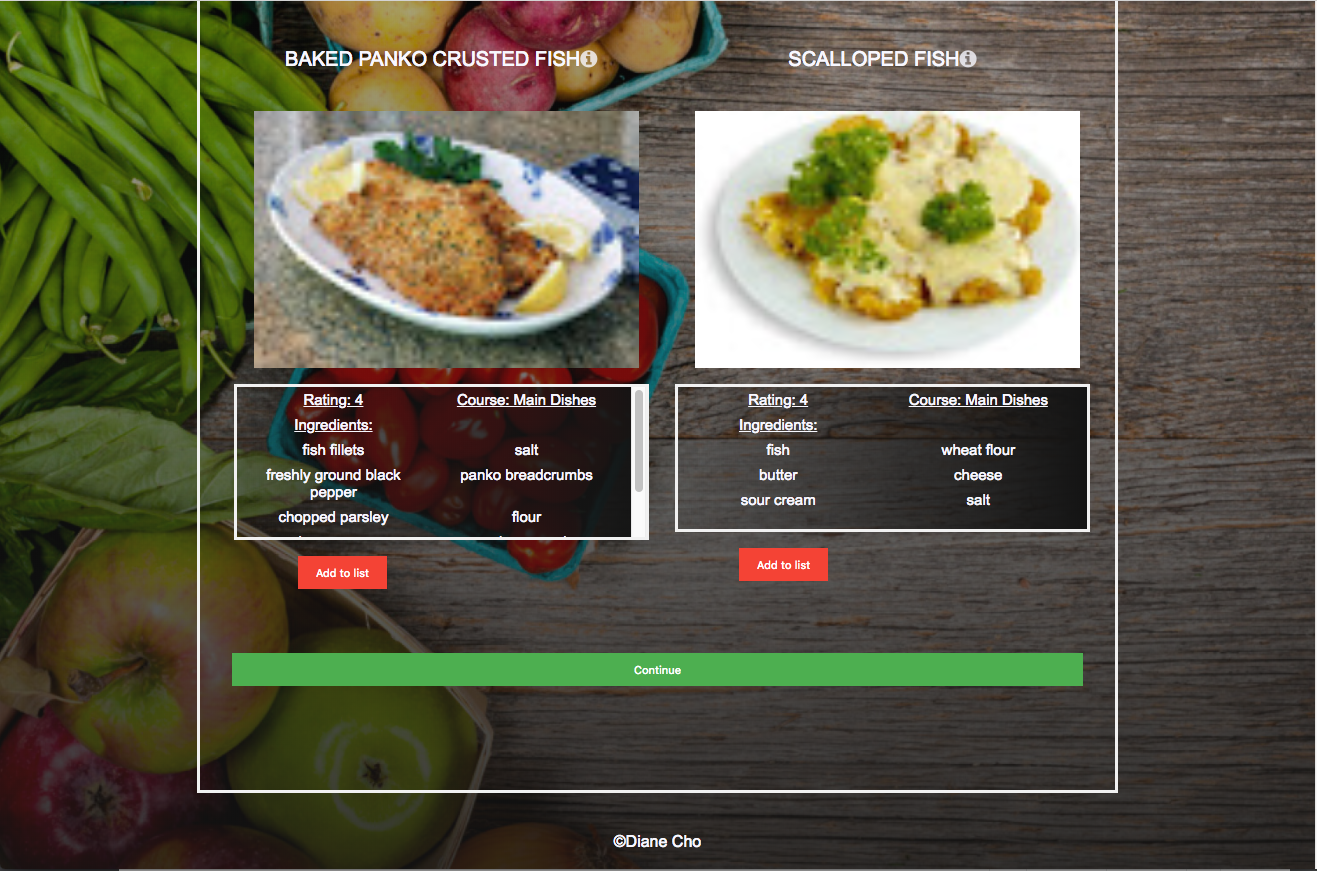 BAKED PANKO CRUSTED FISH
SCALLOPED FISH
Rating: 4
Course: Main Dishes
Ingredients:
fish fillets
salt
freshly ground black
pepper
panko breadcrumbs
chopped parsley
flour
Add to list
Rating: 4
Course: Main Dishes
Ingredients:
fish
wheat flour
butter
cheese
sour cream
salt
Add to list
Continue
©Diane Cho